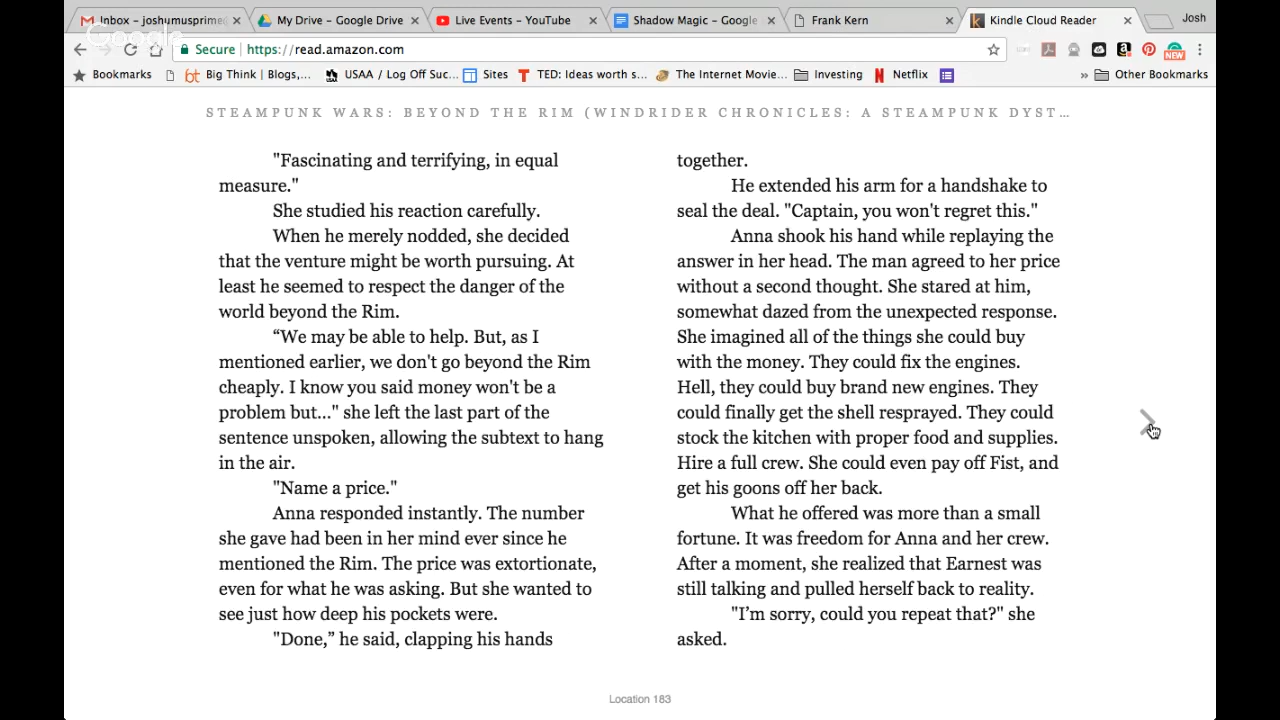 Inbox – joshumusprime@
My Drive – Google Drive
Live Events – YouTube
Shadow Magic – Google
Frank Kern
Kindle Cloud Reader
Josh
Google
Secure | https://read.amazon.com
NEW
Bookmarks
Big Think | Blogs,...
USAA / Log Off Suc...
Sites
TED: Ideas worth s...
The Internet Movie...
Investing
Netflix
» Other Bookmarks
STEAMPUNK WARS: BEYOND THE RIM (WINDRIDER CHRONICLES: A STEAMPUNK DYST…
"Fascinating and terrifying, in equal
measure."
She studied his reaction carefully.
When he merely nodded, she decided
that the venture might be worth pursuing. At
least he seemed to respect the danger of the
world beyond the Rim.
“We may be able to help. But, as I
mentioned earlier, we don't go beyond the Rim
cheaply. I know you said money won't be a
problem but..." she left the last part of the
sentence unspoken, allowing the subtext to hang
in the air.
"Name a price."
Anna responded instantly. The number
she gave had been in her mind ever since he
mentioned the Rim. The price was extortionate,
even for what he was asking. But she wanted to
see just how deep his pockets were.
"Done,” he said, clapping his hands
together.
He extended his arm for a handshake to
seal the deal. "Captain, you won't regret this."
Anna shook his hand while replaying the
answer in her head. The man agreed to her price
without a second thought. She stared at him,
somewhat dazed from the unexpected response.
She imagined all of the things she could buy
with the money. They could fix the engines.
Hell, they could buy brand new engines. They
could finally get the shell resprayed. They could
stock the kitchen with proper food and supplies.
Hire a full crew. She could even pay off Fist, and
get his goons off her back.
What he offered was more than a small
fortune. It was freedom for Anna and her crew.
After a moment, she realized that Earnest was
still talking and pulled herself back to reality.
"I’m sorry, could you repeat that?" she
asked.
Location 183